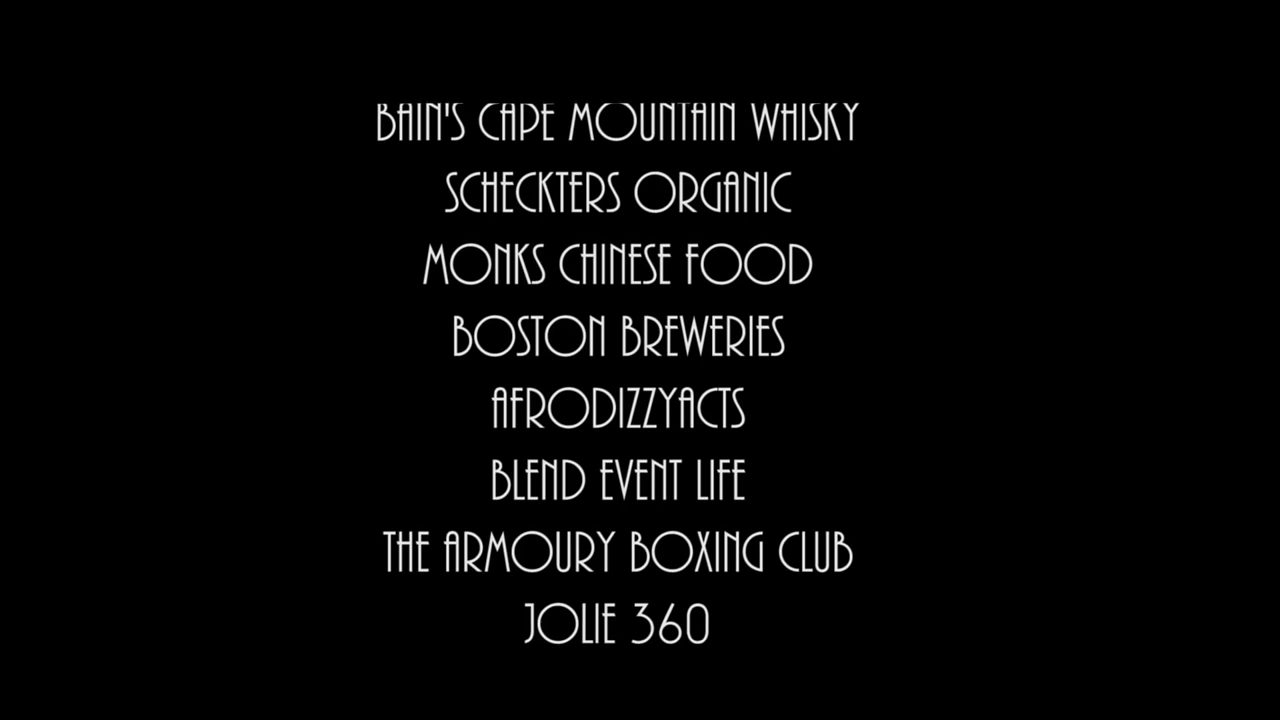 BAIN'S CAPE MOUNTAIN WHISKY
SCHECKTERS ORGANIC
MONKS CHINESE FOOD
BOSTON BREWERIES
AFRODIZZYACTS
BLEND EVENT LIFE
THE ARMOURY BOXING CLUB
JOLIE 360